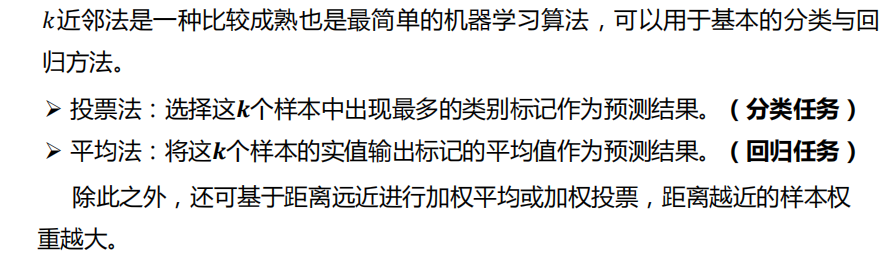 k近邻法是一种比较成熟也是最简单的机器学习算法，可以用于基本的分类与回
归方法。
➢ 投票法：选择这k个样本中出现最多的类别标记作为预测结果。（分类任务）
➢ 平均法：将这k个样本的实值输出标记的平均值作为预测结果。（回归任务）
除此之外，还可基于距离远近进行加权平均或加权投票，距离越近的样本权
重越大。